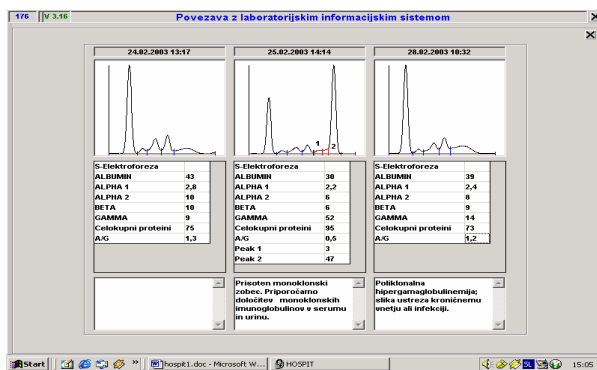 176 V 3.16 Povezava z laboratorijskim informacijskim sistemom
24.02.2003 13:17
S-Elektroforeza
ALBUMIN 43
ALPHA 1 2,8
ALPHA 2 10
BETA 10
GAMMA 9
Celokupni proteini 75
A/G 1,3
25.02.2003 14:14
1 2
S-Elektroforeza
ALBUMIN 30
ALPHA 1 2,2
ALPHA 2 6
BETA 6
GAMMA 52
Celokupni proteini 95
A/G 0,5
Peak 1 3
Peak 2 47
Prisoten monoklonski
zobec. Priporočamo
določitev monoklonskih
imunoglobulinov v serumu
in urinu.
28.02.2003 10:32
S-Elektroforeza
ALBUMIN 39
ALPHA 1 2,4
ALPHA 2 8
BETA 9
GAMMA 14
Celokupni proteini 73
A/G 1,2
Poliklonalna
hipergamaglobulinemija;
slika ustreza kroničnemu
vnetju ali infekciji.
Start » hospit1.doc - Microsoft W... HOSPIT SL 15:05